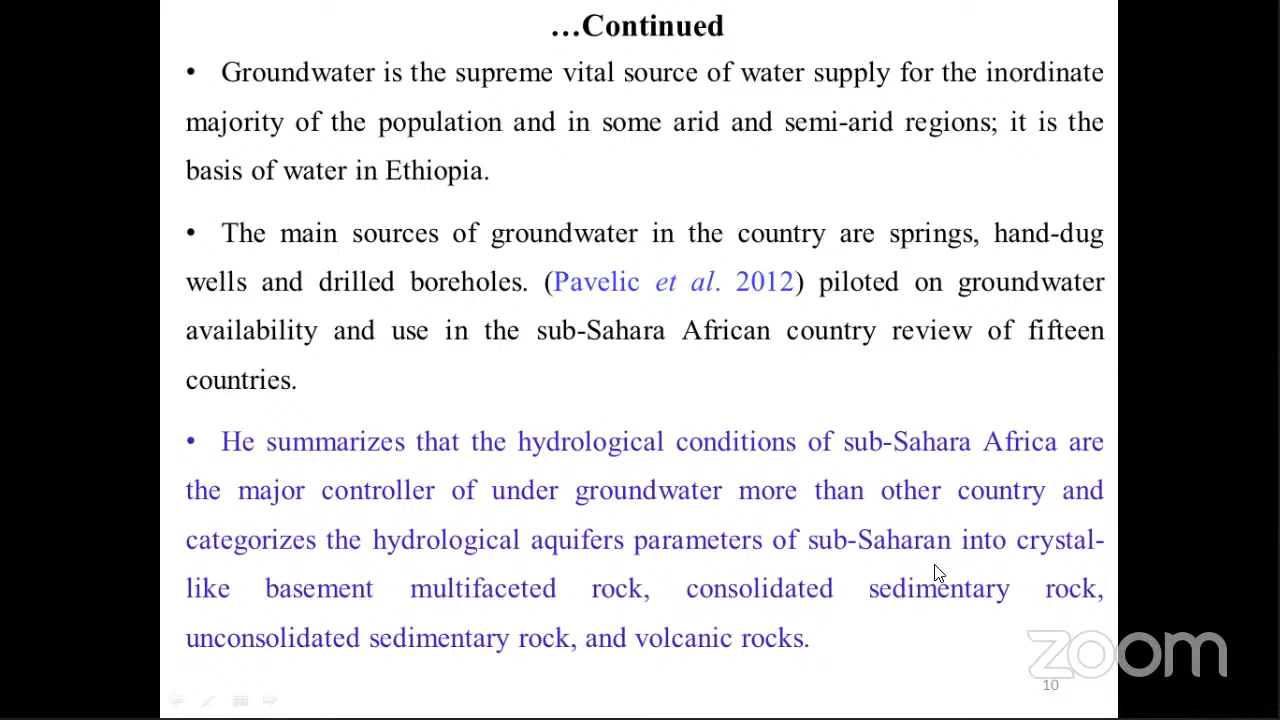 …Continued
• Groundwater is the supreme vital source of water supply for the inordinate
majority of the population and in some arid and semi-arid regions; it is the
basis of water in Ethiopia.
• The main sources of groundwater in the country are springs, hand-dug
wells and drilled boreholes. (Pavelic et al. 2012) piloted on groundwater
availability and use in the sub-Sahara African country review of fifteen
countries.
• He summarizes that the hydrological conditions of sub-Sahara Africa are
the major controller of under groundwater more than other country and
categorizes the hydrological aquifers parameters of sub-Saharan into crystal-
like basement multifaceted rock, consolidated sedimentary rock,
unconsolidated sedimentary rock, and volcanic rocks.
zoom
10